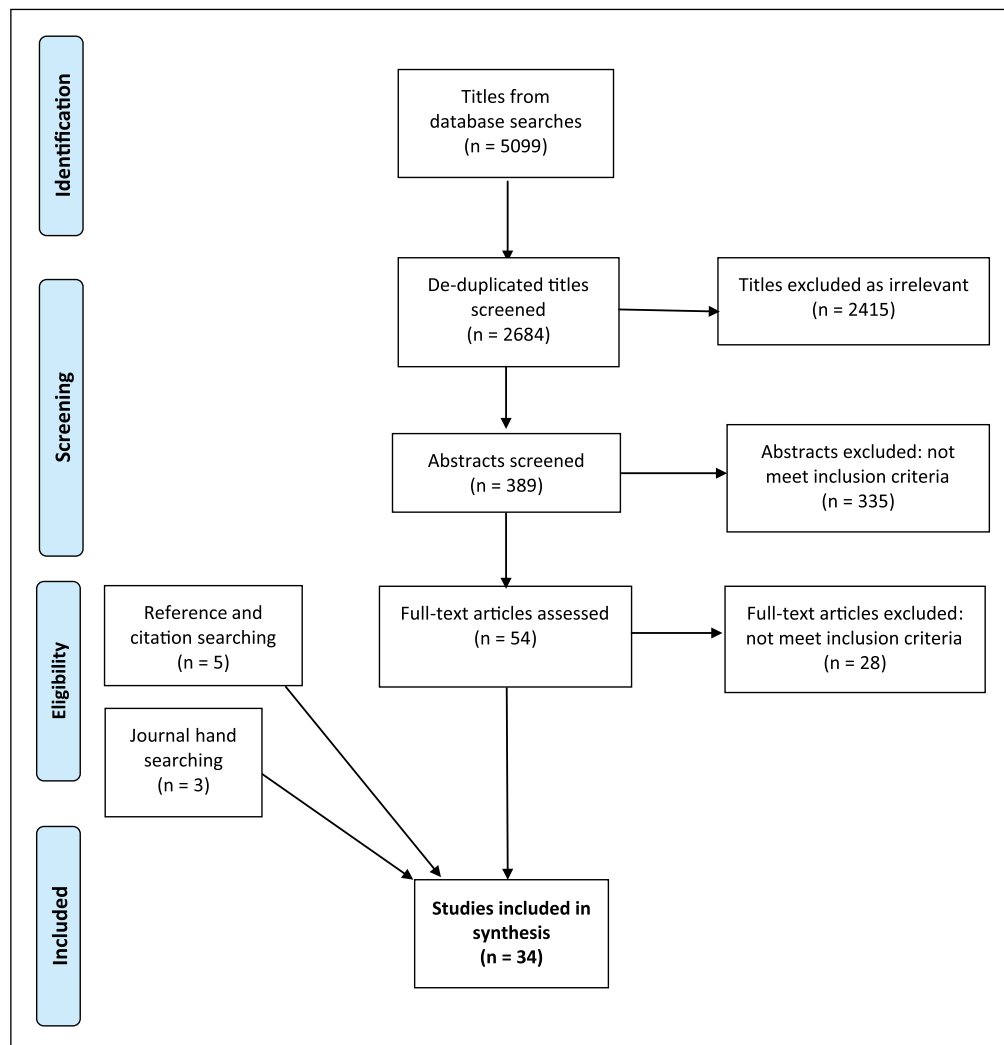 Identification
Titles from
database searches
(n = 5099)
Screening
De-duplicated titles
screened
(n = 2684)
Titles excluded as irrelevant
(n = 2415)
Abstracts screened
(n = 389)
Abstracts excluded: not
meet inclusion criteria
(n = 335)
Eligibility
Reference and
citation searching
(n = 5)
Full-text articles assessed
(n = 54)
Full-text articles excluded:
not meet inclusion criteria
(n = 28)
Journal hand
searching
(n = 3)
Included
Studies included in
synthesis
(n = 34)